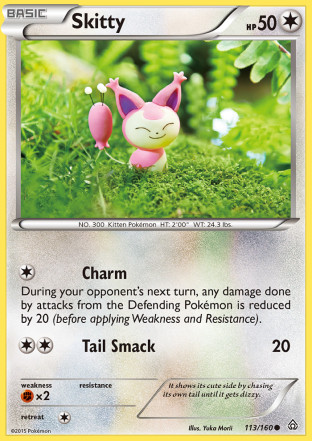 BASIC
Skitty
HP 50
NO. 300 Kitten Pokémon HT: 2'00" WT: 24.3 lbs.
Charm
During your opponent's next turn, any damage done
by attacks from the Defending Pokémon is reduced
by 20 (before applying Weakness and Resistance).
Tail Smack 20
weakness
resistance
×2
retreat
It shows its cute side by chasing
its own tail until it gets dizzy.
©2015 Pokémon
Illus. Yuka Morii
113/160